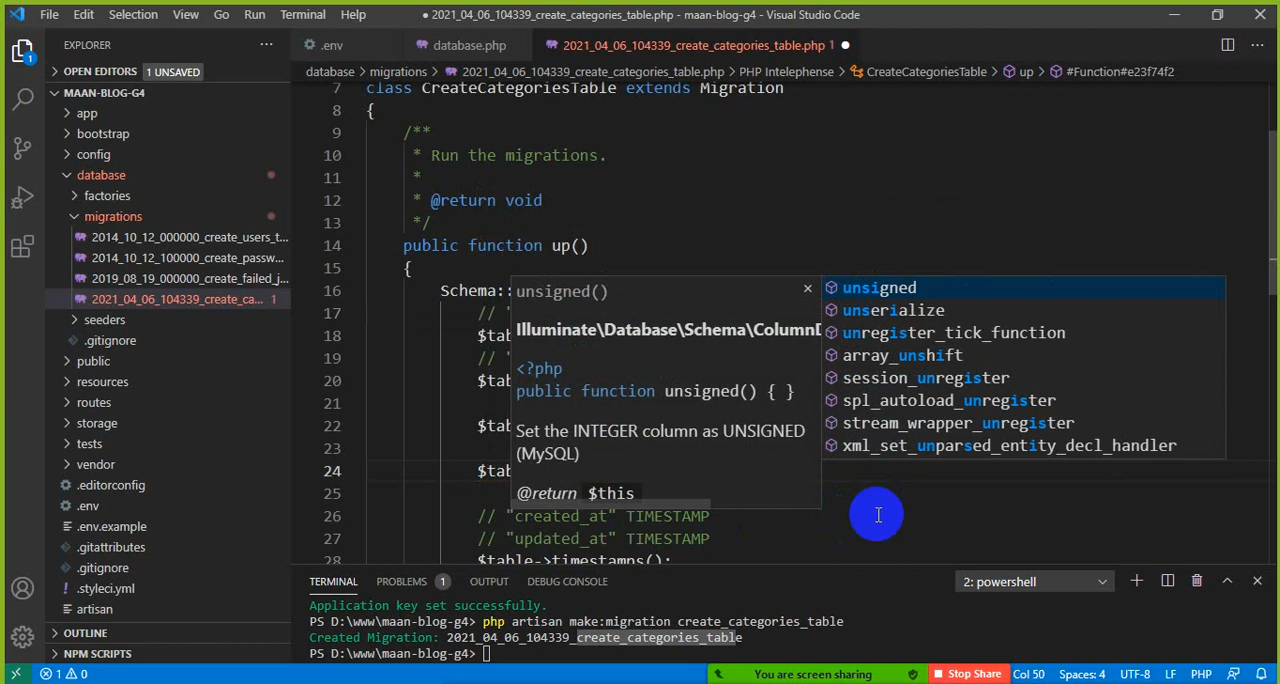 File Edit Selection View Go Run Terminal Help ● 2021_04_06_104339_create_categories_table.php - maan-blog-g4 - Visual Studio Code
EXPLORER ···
.env
database.php
2021_04_06_104339_create_categories_table.php 1
OPEN EDITORS 1 UNSAVED
database > migrations > 2021_04_06_104339_create_categories_table.php > PHP Intelephense > CreateCategoriesTable > up > #Function#e23f74f2
MAAN-BLOG-G4
app
bootstrap
config
database
factories
migrations
2014_10_12_000000_create_users_t...
2014_10_12_100000_create_passw...
2019_08_19_000000_create_failed_j...
2021_04_06_104339_create_ca... 1
seeders
.gitignore
public
resources
routes
storage
tests
vendor
.editorconfig
.env
.env.example
.gitattributes
.gitignore
.styleci.yml
artisan
OUTLINE
NPM SCRIPTS
7 class CreateCategoriesTable extends Migration
8 {
9 /**
10 * Run the migrations.
11 *
12 * @return void
13 */
14 public function up()
15 {
16 Schema::
17 // "
18 $tab
19 // "
20 $tab
21
22 $tab
23
24 $tab
25
26 // "created_at" TIMESTAMP
27 // "updated_at" TIMESTAMP
28 $table->timestamps();
unsigned() ×
Illuminate\Database\Schema\ColumnD
<?php
public function unsigned() { }
Set the INTEGER column as UNSIGNED
(MySQL)
@return $this
unsigned
unserialize
unregister_tick_function
array_unshift
session_unregister
spl_autoload_unregister
stream_wrapper_unregister
xml_set_unparsed_entity_decl_handler
TERMINAL PROBLEMS 1 OUTPUT DEBUG CONSOLE 2: powershell
Application key set successfully.
PS D:\www\maan-blog-g4> php artisan make:migration create_categories_table
Created Migration: 2021_04_06_104339_create_categories_table
PS D:\www\maan-blog-g4>
1 0 You are screen sharing Stop Share Col 50 Spaces: 4 UTF-8 LF PHP